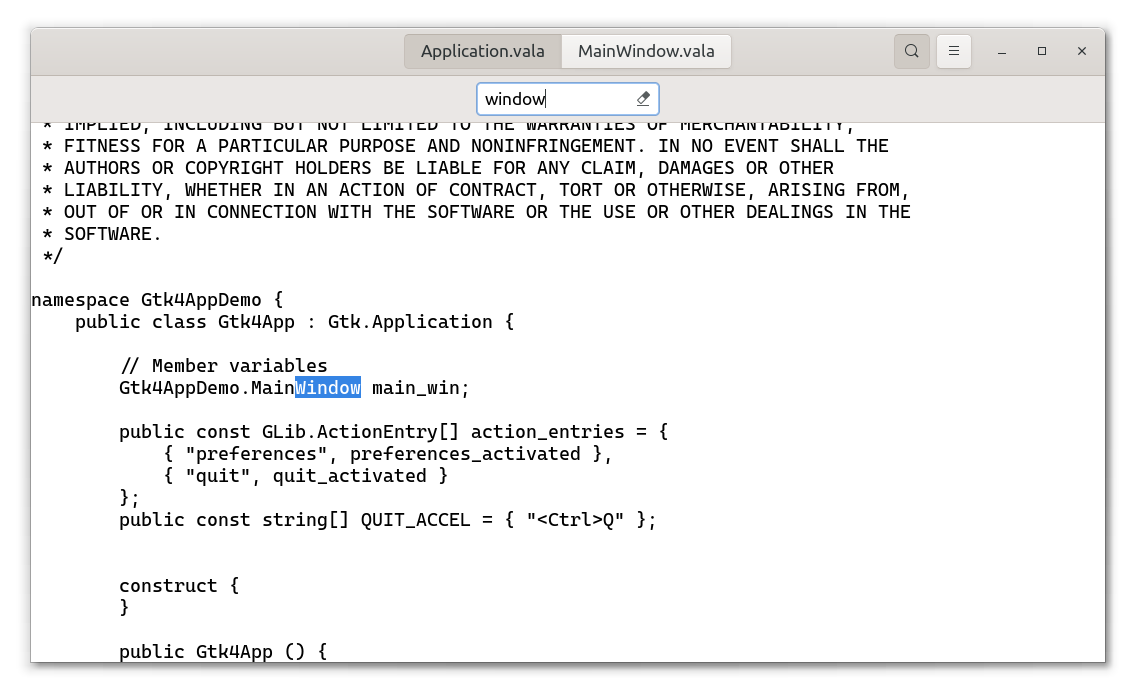 Application.vala MainWindow.vala
window
* IMPLIED, INCLUDING BUT NOT LIMITED TO THE WARRANTIES OF MERCHANTABILITY,
* FITNESS FOR A PARTICULAR PURPOSE AND NONINFRINGEMENT. IN NO EVENT SHALL THE
* AUTHORS OR COPYRIGHT HOLDERS BE LIABLE FOR ANY CLAIM, DAMAGES OR OTHER
* LIABILITY, WHETHER IN AN ACTION OF CONTRACT, TORT OR OTHERWISE, ARISING FROM,
* OUT OF OR IN CONNECTION WITH THE SOFTWARE OR THE USE OR OTHER DEALINGS IN THE
* SOFTWARE.
*/
namespace Gtk4AppDemo {
public class Gtk4App : Gtk.Application {
// Member variables
Gtk4AppDemo.MainWindow main_win;
public const GLib.ActionEntry[] action_entries = {
{ "preferences", preferences_activated },
{ "quit", quit_activated }
};
public const string[] QUIT_ACCEL = { "<Ctrl>Q" };
construct {
}
public Gtk4App () {